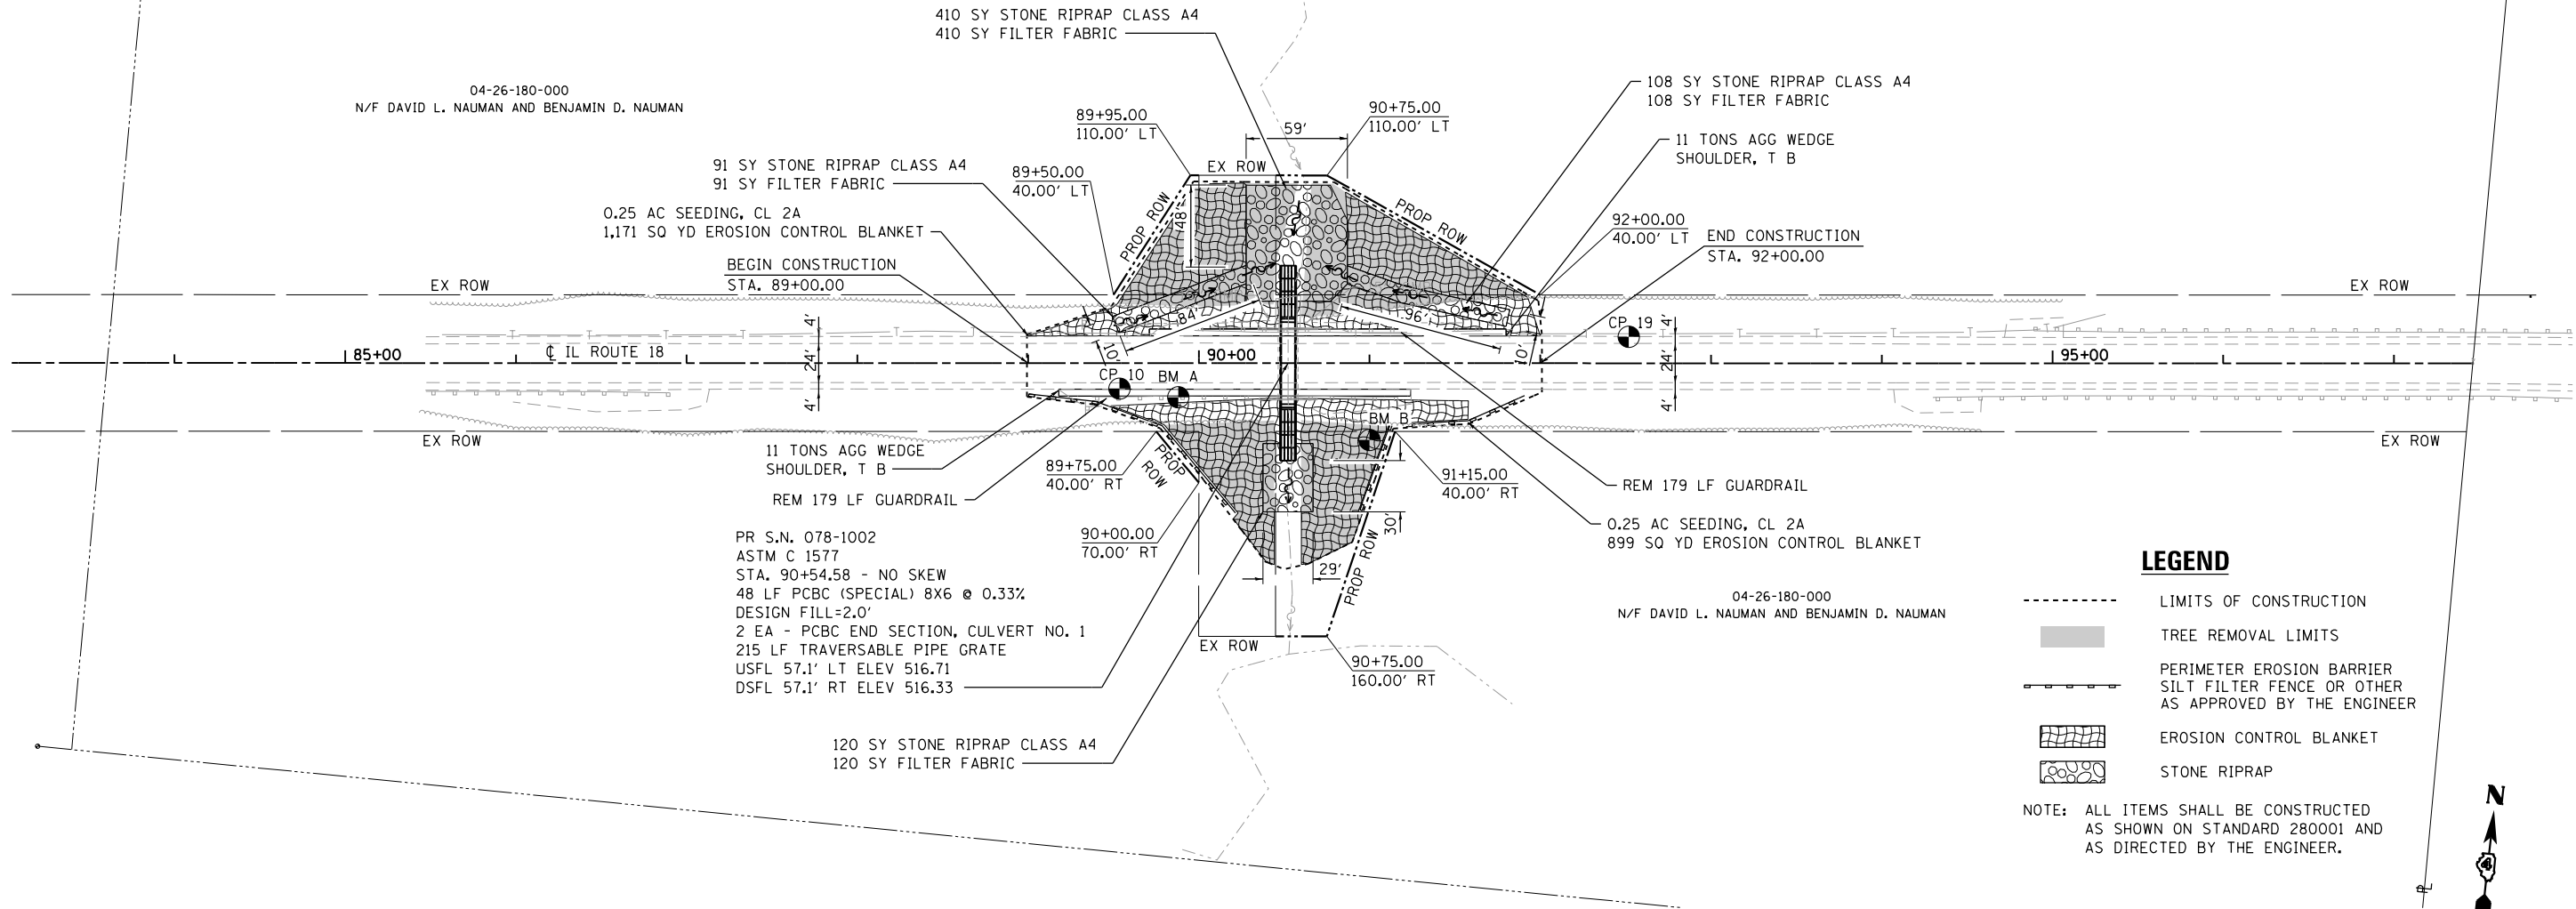 410 SY STONE RIPRAP CLASS A4
410 SY FILTER FABRIC
04-26-180-000
N/F DAVID L. NAUMAN AND BENJAMIN D. NAUMAN
108 SY STONE RIPRAP CLASS A4
108 SY FILTER FABRIC
89+95.00
110.00' LT
59'
90+75.00
110.00' LT
11 TONS AGG WEDGE
SHOULDER, T B
91 SY STONE RIPRAP CLASS A4
91 SY FILTER FABRIC
89+50.00
40.00' LT
EX ROW
PROP ROW
48'
PROP ROW
0.25 AC SEEDING, CL 2A
1,171 SQ YD EROSION CONTROL BLANKET
92+00.00
40.00' LT
BEGIN CONSTRUCTION
STA. 89+00.00
END CONSTRUCTION
STA. 92+00.00
EX ROW
EX ROW
84'
96'
10'
10'
CP 19
4'
24'
4'
4'
24'
4'
85+00
℄ IL ROUTE 18
90+00
95+00
CP 10
BM A
BM B
EX ROW
EX ROW
11 TONS AGG WEDGE
SHOULDER, T B
89+75.00
40.00' RT
PROP
ROW
91+15.00
40.00' RT
REM 179 LF GUARDRAIL
REM 179 LF GUARDRAIL
30'
0.25 AC SEEDING, CL 2A
899 SQ YD EROSION CONTROL BLANKET
90+00.00
70.00' RT
29'
PROP ROW
PR S.N. 078-1002
ASTM C 1577
STA. 90+54.58 - NO SKEW
48 LF PCBC (SPECIAL) 8X6 @ 0.33%
DESIGN FILL=2.0'
2 EA - PCBC END SECTION, CULVERT NO. 1
215 LF TRAVERSABLE PIPE GRATE
USFL 57.1' LT ELEV 516.71
DSFL 57.1' RT ELEV 516.33
EX ROW
90+75.00
160.00' RT
04-26-180-000
N/F DAVID L. NAUMAN AND BENJAMIN D. NAUMAN
120 SY STONE RIPRAP CLASS A4
120 SY FILTER FABRIC
LEGEND
LIMITS OF CONSTRUCTION
TREE REMOVAL LIMITS
PERIMETER EROSION BARRIER
SILT FILTER FENCE OR OTHER
AS APPROVED BY THE ENGINEER
EROSION CONTROL BLANKET
STONE RIPRAP
NOTE: ALL ITEMS SHALL BE CONSTRUCTED
AS SHOWN ON STANDARD 280001 AND
AS DIRECTED BY THE ENGINEER.
N
4
PL